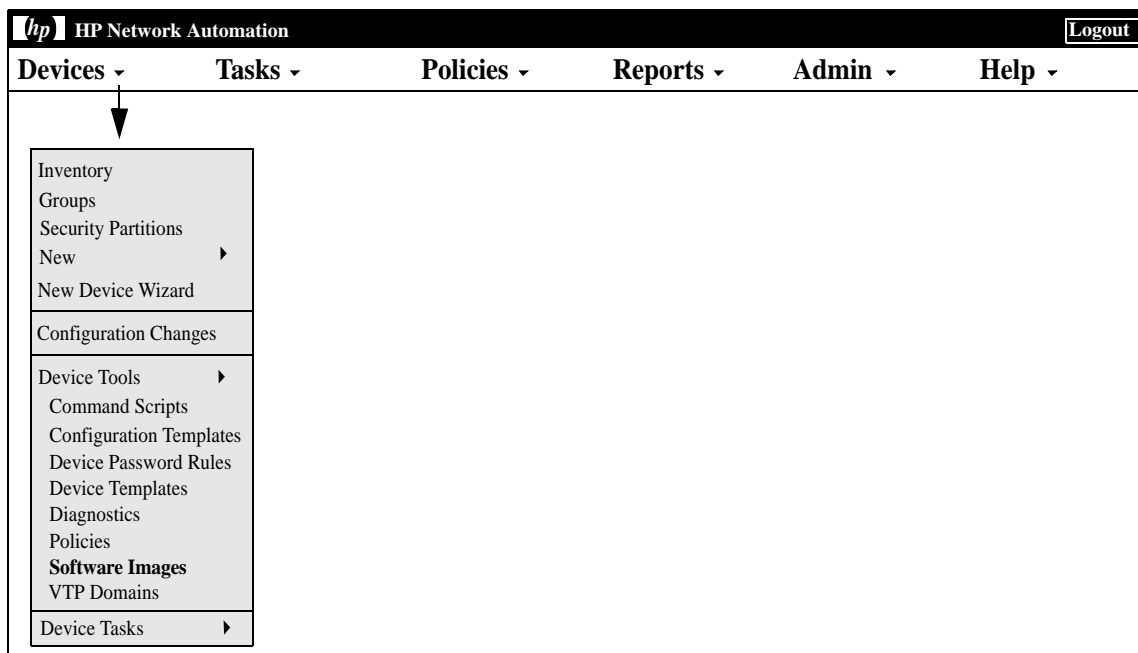 hp HP Network Automation Logout
Devices Tasks Policies Reports Admin Help
Inventory
Groups
Security Partitions
New
New Device Wizard
Configuration Changes
Device Tools
Command Scripts
Configuration Templates
Device Password Rules
Device Templates
Diagnostics
Policies
Software Images
VTP Domains
Device Tasks